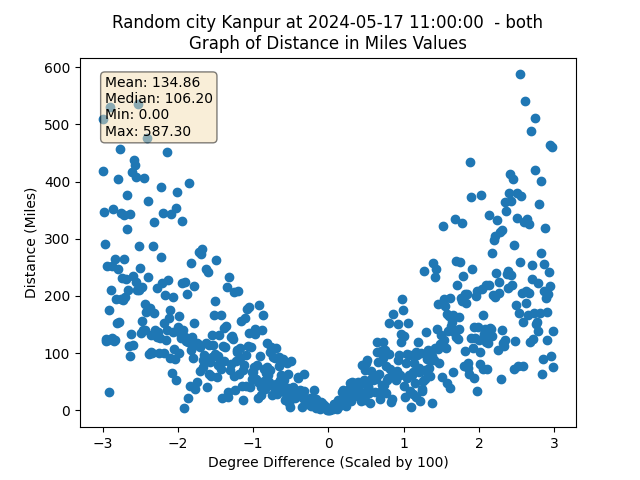 Random city Kanpur at 2024-05-17 11:00:00  - both
Graph of Distance in Miles Values
Mean: 134.86
Median: 106.20
Min: 0.00
Max: 587.30
600
500
400
300
200
100
0
Distance (Miles)
−3
−2
−1
0
1
2
3
Degree Difference (Scaled by 100)